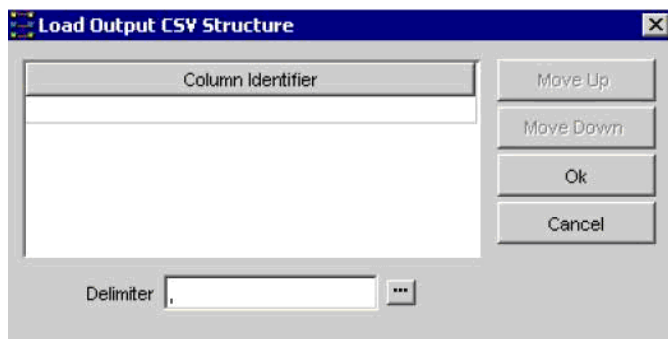 Load Output CSV Structure
Column Identifier
Move Up
Move Down
Ok
Cancel
Delimiter ,
...